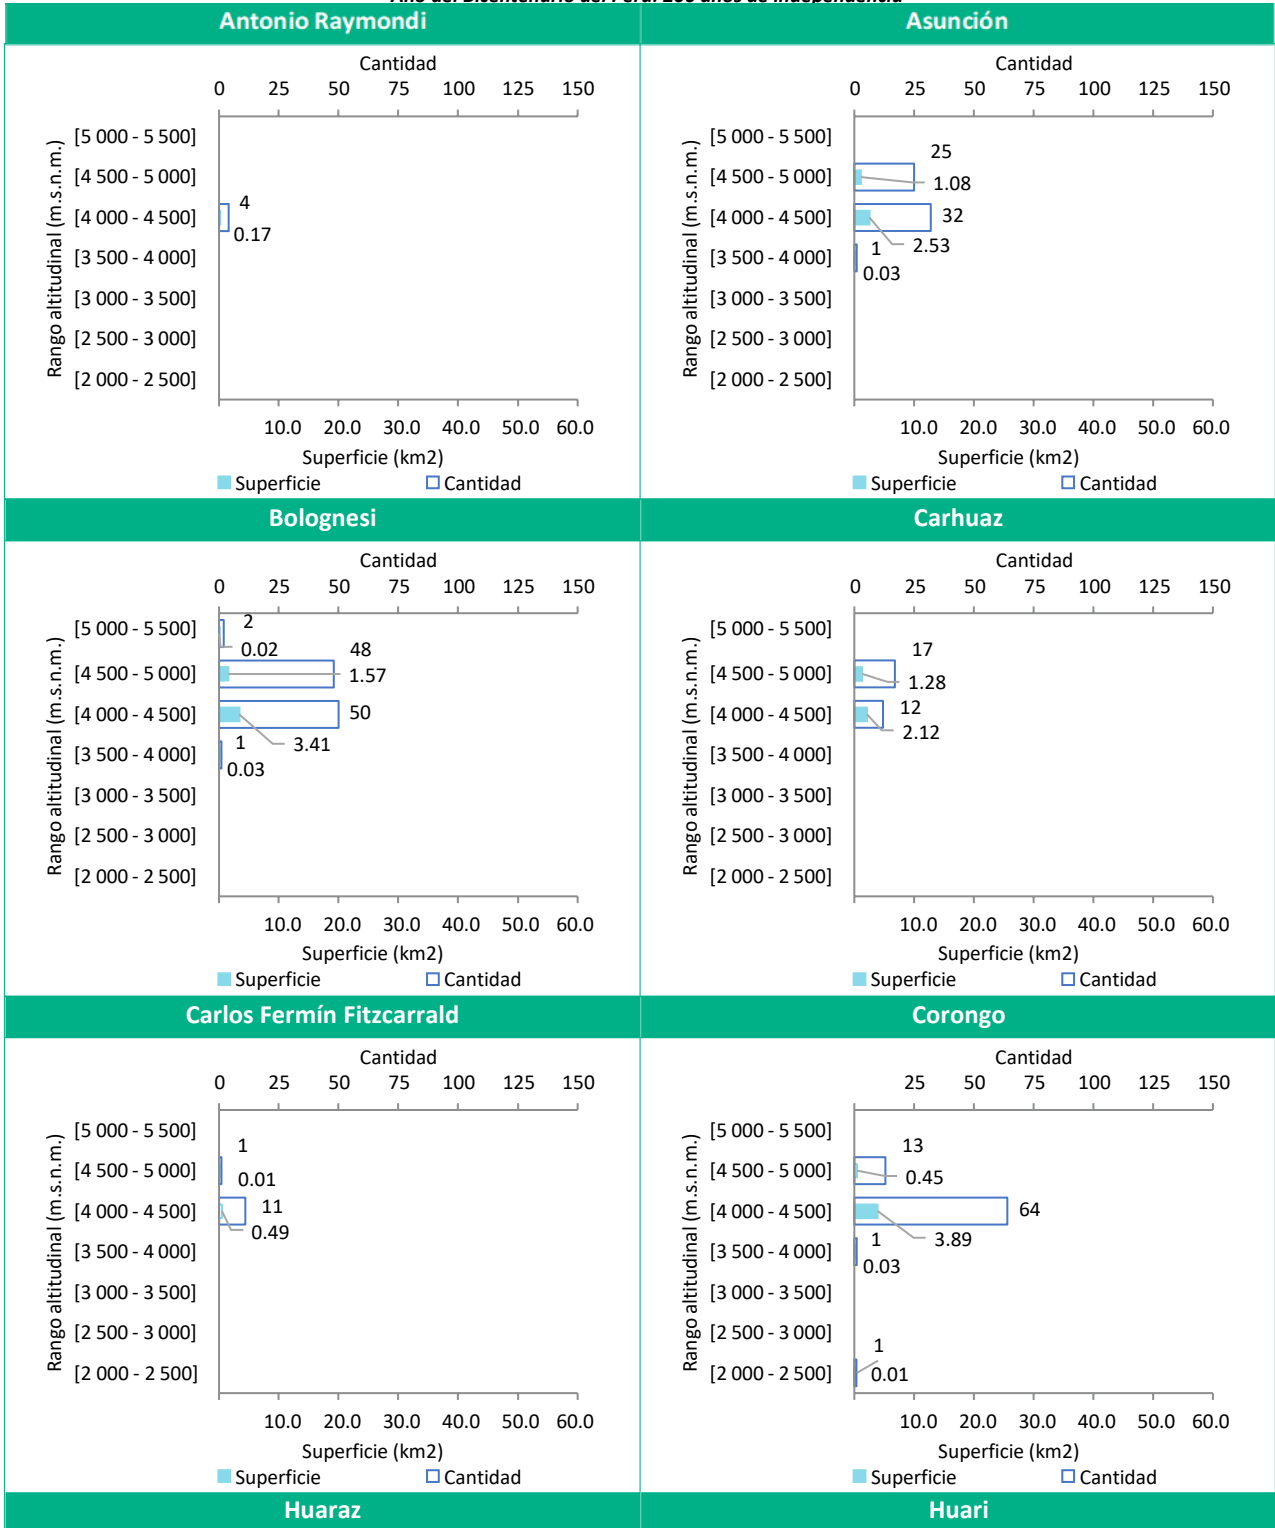 Antonio Raymondi
Cantidad
0 25 50 75 100 125 150
Rango altitudinal (m.s.n.m.)
[5 000 - 5 500]
[4 500 - 5 000]
[4 000 - 4 500] 4
0.17
[3 500 - 4 000]
[3 000 - 3 500]
[2 500 - 3 000]
[2 000 - 2 500]
10.0 20.0 30.0 40.0 50.0 60.0
Superficie (km2)
Superficie Cantidad
Asunción
Cantidad
0 25 50 75 100 125 150
Rango altitudinal (m.s.n.m.)
[5 000 - 5 500]
25
[4 500 - 5 000] 1.08
[4 000 - 4 500] 32
2.53
[3 500 - 4 000] 1
0.03
[3 000 - 3 500]
[2 500 - 3 000]
[2 000 - 2 500]
10.0 20.0 30.0 40.0 50.0 60.0
Superficie (km2)
Superficie Cantidad
Bolognesi
Cantidad
0 25 50 75 100 125 150
Rango altitudinal (m.s.n.m.)
[5 000 - 5 500] 2
0.02 48
[4 500 - 5 000] 1.57
[4 000 - 4 500] 50
3.41
[3 500 - 4 000] 1
0.03
[3 000 - 3 500]
[2 500 - 3 000]
[2 000 - 2 500]
10.0 20.0 30.0 40.0 50.0 60.0
Superficie (km2)
Superficie Cantidad
Carhuaz
Cantidad
0 25 50 75 100 125 150
Rango altitudinal (m.s.n.m.)
[5 000 - 5 500]
17
[4 500 - 5 000] 1.28
[4 000 - 4 500] 12
2.12
[3 500 - 4 000]
[3 000 - 3 500]
[2 500 - 3 000]
[2 000 - 2 500]
10.0 20.0 30.0 40.0 50.0 60.0
Superficie (km2)
Superficie Cantidad
Carlos Fermín Fitzcarrald
Cantidad
0 25 50 75 100 125 150
Rango altitudinal (m.s.n.m.)
[5 000 - 5 500]
1
[4 500 - 5 000] 0.01
[4 000 - 4 500] 11
0.49
[3 500 - 4 000]
[3 000 - 3 500]
[2 500 - 3 000]
[2 000 - 2 500]
10.0 20.0 30.0 40.0 50.0 60.0
Superficie (km2)
Superficie Cantidad
Corongo
Cantidad
25 50 75 100 125 150
Rango altitudinal (m.s.n.m.)
[5 000 - 5 500]
13
[4 500 - 5 000] 0.45
[4 000 - 4 500] 64
3.89
[3 500 - 4 000] 1
0.03
[3 000 - 3 500]
[2 500 - 3 000]
1
[2 000 - 2 500] 0.01
10.0 20.0 30.0 40.0 50.0 60.0
Superficie (km2)
Superficie Cantidad
Huaraz
Huari